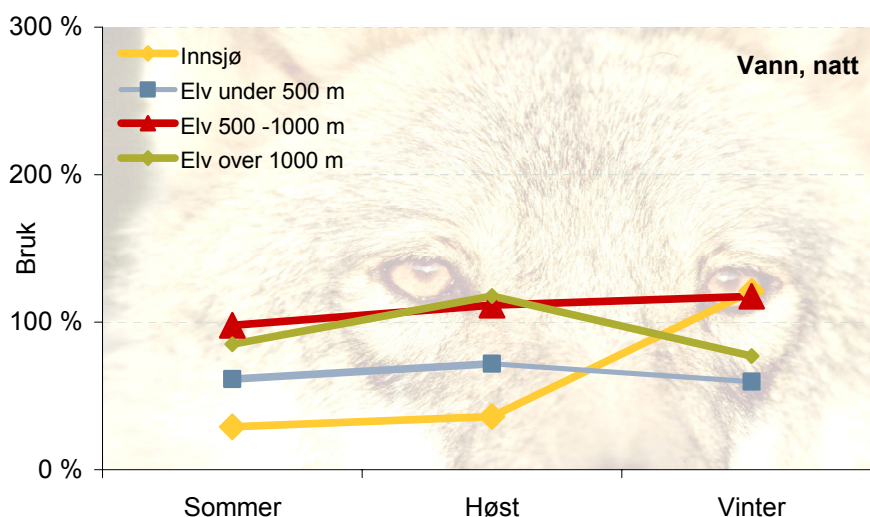 300 %
Innsjø
Vann, natt
Elv under 500 m
Elv 500 -1000 m
Elv over 1000 m
200 %
Bruk
100 %
0 %
Sommer Høst Vinter